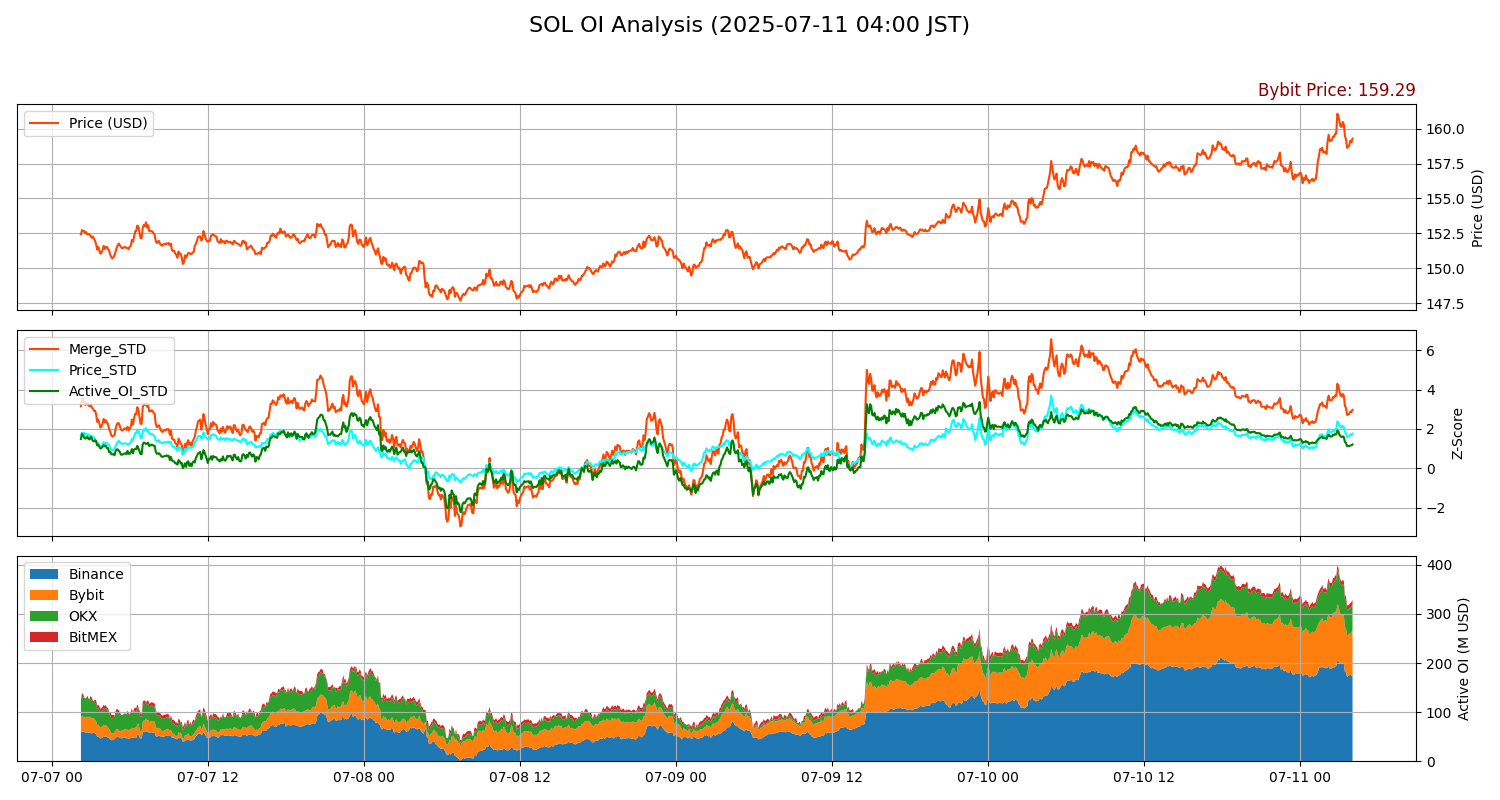 SOL OI Analysis (2025-07-11 04:00 JST)
Bybit Price: 159.29
Price (USD)
160.0
157.5
155.0
152.5
150.0
147.5
Price (USD)
Merge_STD
Price_STD
Active_OI_STD
6
4
2
0
−2
Z-Score
Binance
Bybit
OKX
BitMEX
400
300
200
100
0
Active OI (M USD)
07-07 00 07-07 12 07-08 00 07-08 12 07-09 00 07-09 12 07-10 00 07-10 12 07-11 00